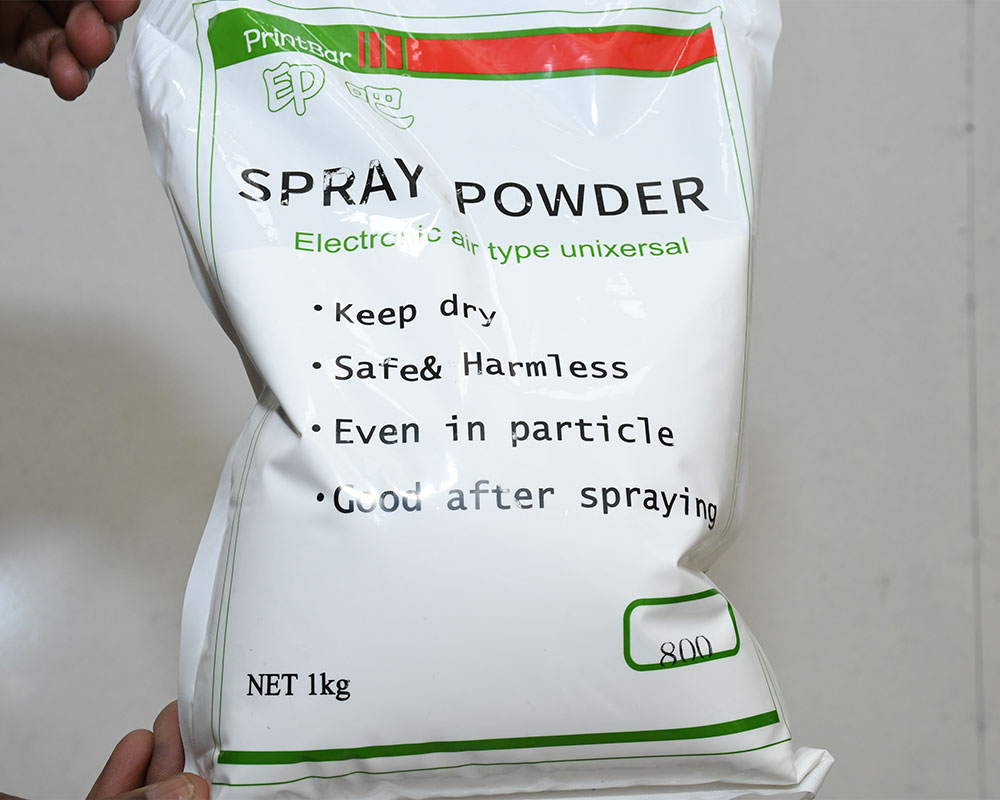 PrintBar
印吧
SPRAY POWDER
Electronic air type unixersal
·Keep dry
·Safe& Harmless
·Even in particle
·Good after spraying
800
NET 1kg